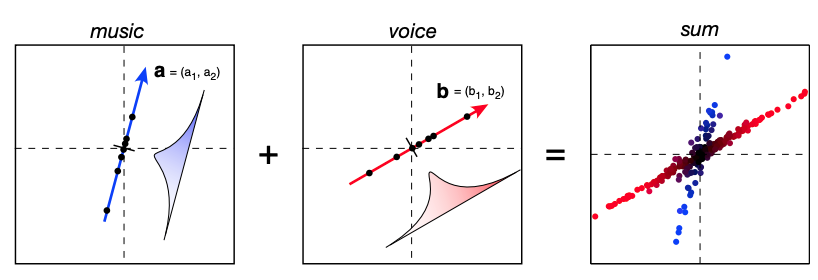 music
voice
sum
a = (a₁, a₂)
b = (b₁, b₂)
+
=